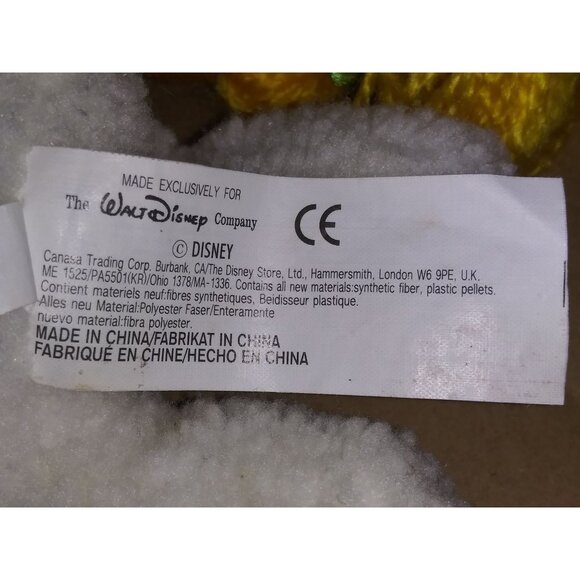 MADE EXCLUSIVELY FOR
The WALT DISNEY Company CE
© DISNEY
Canasa Trading Corp. Burbank, CA/The Disney Store, Ltd., Hammersmith, London W6 9PE, U.K.
ME 1525/PA5501(KR)/Ohio 1378/MA-1336. Contains all new materials:synthetic fiber, plastic pellets.
Contient materiels neuf:fibres synthetiques, Beidisseur plastique.
Alles neu Material:Polyester Faser/Enteramente
nuevo material:fibra polyester.
MADE IN CHINA/FABRIKAT IN CHINA
FABRIQUÉ EN CHINE/HECHO EN CHINA